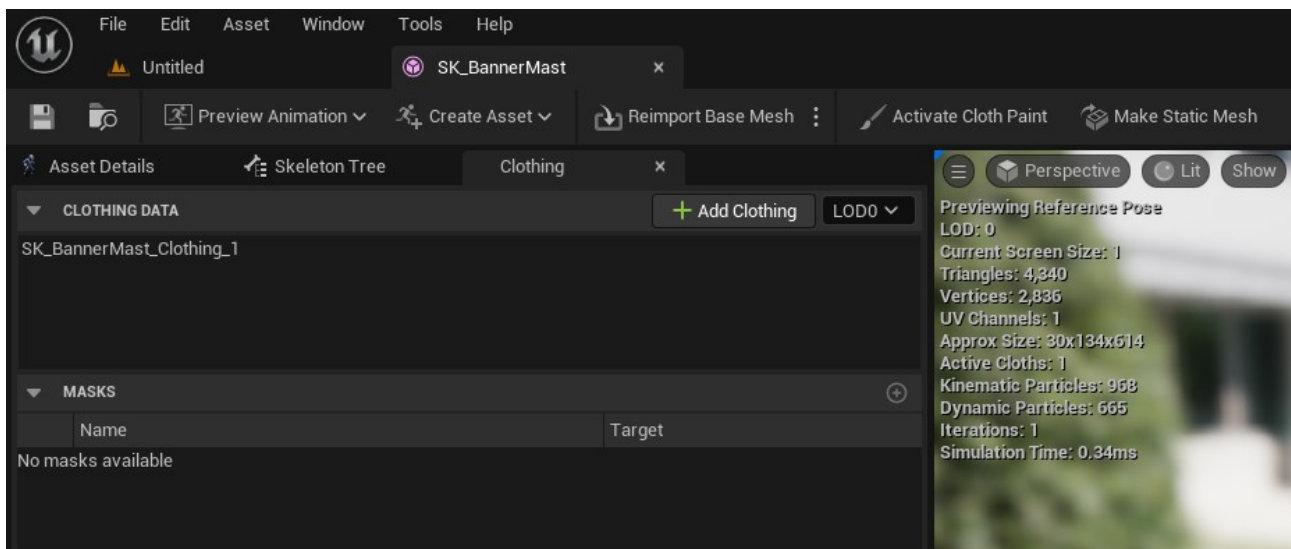 File Edit Asset Window Tools Help
Untitled SK_BannerMast
Preview Animation Create Asset Reimport Base Mesh Activate Cloth Paint Make Static Mesh
Asset Details Skeleton Tree Clothing
Perspective Lit Show
CLOTHING DATA + Add Clothing LOD0
SK_BannerMast_Clothing_1
Previewing Reference Pose
LOD: 0
Current Screen Size: 1
Triangles: 4,340
Vertices: 2,836
UV Channels: 1
Approx Size: 30x134x614
Active Cloths: 1
Kinematic Particles: 968
Dynamic Particles: 665
Iterations: 1
Simulation Time: 0.34ms
MASKS
Name Target
No masks available